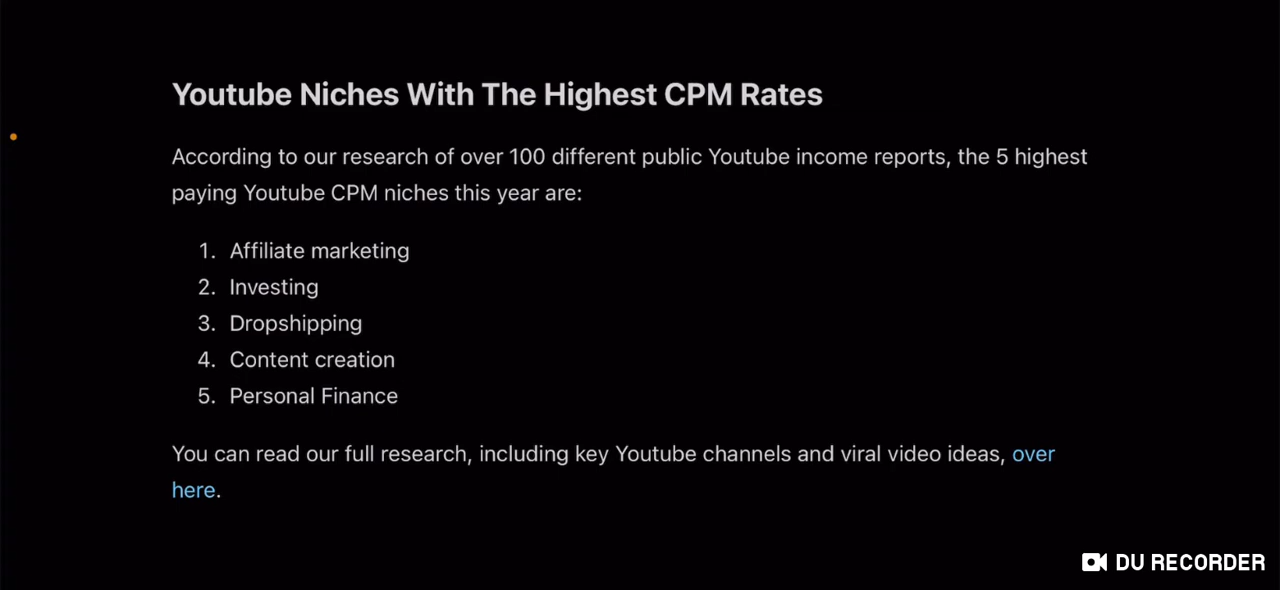 Youtube Niches With The Highest CPM Rates
According to our research of over 100 different public Youtube income reports, the 5 highest
paying Youtube CPM niches this year are:
1. Affiliate marketing
2. Investing
3. Dropshipping
4. Content creation
5. Personal Finance
You can read our full research, including key Youtube channels and viral video ideas, over
here.
DU RECORDER